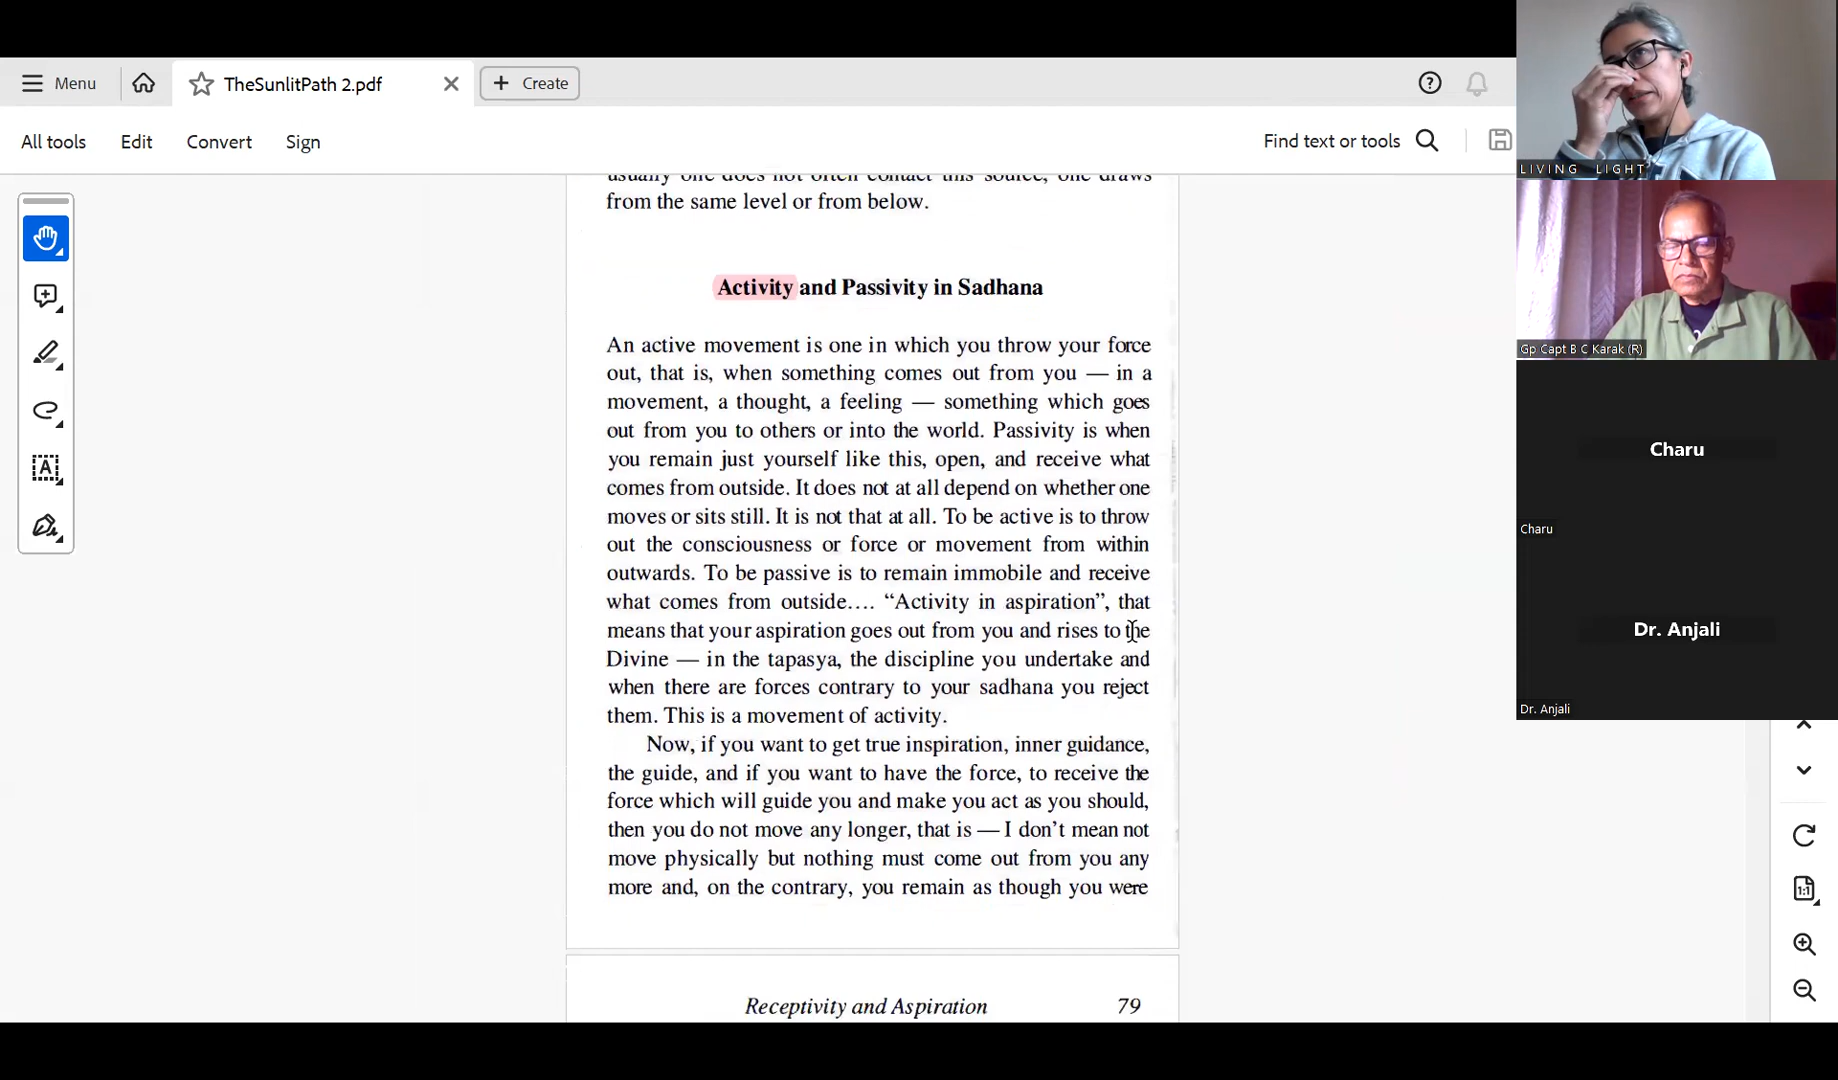 Menu
TheSunlitPath 2.pdf
Create
All tools
Edit
Convert
Sign
Find text or tools
usually one does not often contact this source, one draws
from the same level or from below.
Activity and Passivity in Sadhana
An active movement is one in which you throw your force
out, that is, when something comes out from you — in a
movement, a thought, a feeling — something which goes
out from you to others or into the world. Passivity is when
you remain just yourself like this, open, and receive what
comes from outside. It does not at all depend on whether one
moves or sits still. It is not that at all. To be active is to throw
out the consciousness or force or movement from within
outwards. To be passive is to remain immobile and receive
what comes from outside.... “Activity in aspiration”, that
means that your aspiration goes out from you and rises to the
Divine — in the tapasya, the discipline you undertake and
when there are forces contrary to your sadhana you reject
them. This is a movement of activity.
Now, if you want to get true inspiration, inner guidance,
the guide, and if you want to have the force, to receive the
force which will guide you and make you act as you should,
then you do not move any longer, that is — I don’t mean not
move physically but nothing must come out from you any
more and, on the contrary, you remain as though you were
Receptivity and Aspiration 79
LIVING LIGHT
Gp Capt B C Karak (R)
Charu
Charu
Dr. Anjali
Dr. Anjali
1:1